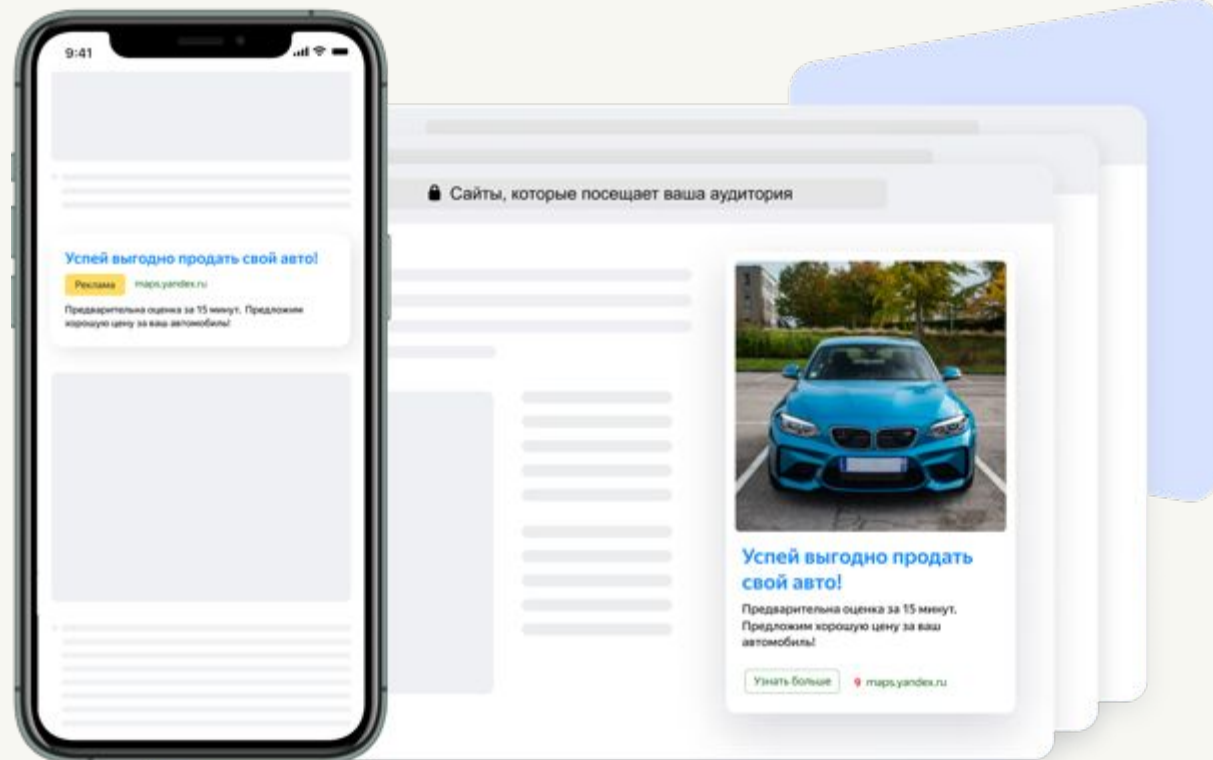 9:41
Успей выгодно продать свой авто!
Реклама maps.yandex.ru
Предварительна оценка за 15 минут. Предложим
хорошую цену за ваш автомобиль!
Сайты, которые посещает ваша аудитория
Успей выгодно продать
свой авто!
Предварительна оценка за 15 минут.
Предложим хорошую цену за ваш
автомобиль!
Узнать больше maps.yandex.ru